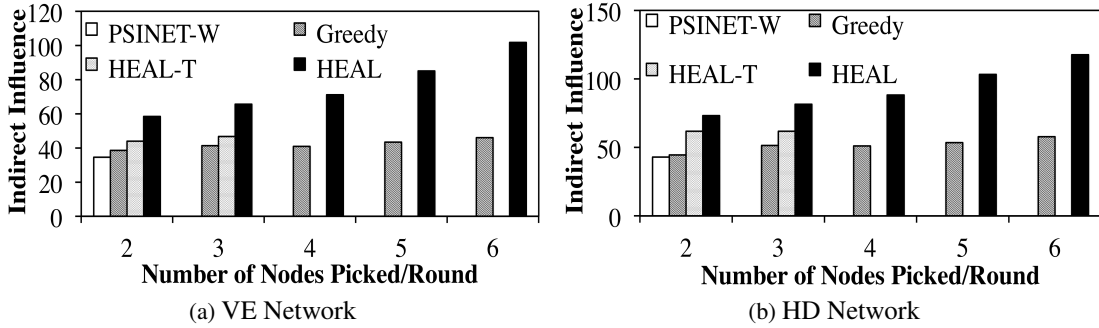 Indirect Influence
120
100
80
60
40
20
0
PSINET-W
Greedy
HEAL-T
HEAL
2 3 4 5 6
Number of Nodes Picked/Round
(a) VE Network
Indirect Influence
150
100
50
0
PSINET-W
Greedy
HEAL-T
HEAL
2 3 4 5 6
Number of Nodes Picked/Round
(b) HD Network